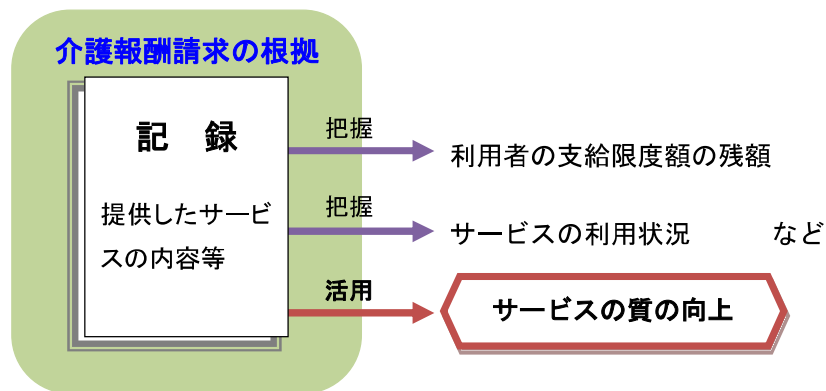 介護報酬請求の根拠
記 録
提供したサービ
スの内容等
把握
利用者の支給限度額の残額
把握
サービスの利用状況 など
活用
サービスの質の向上